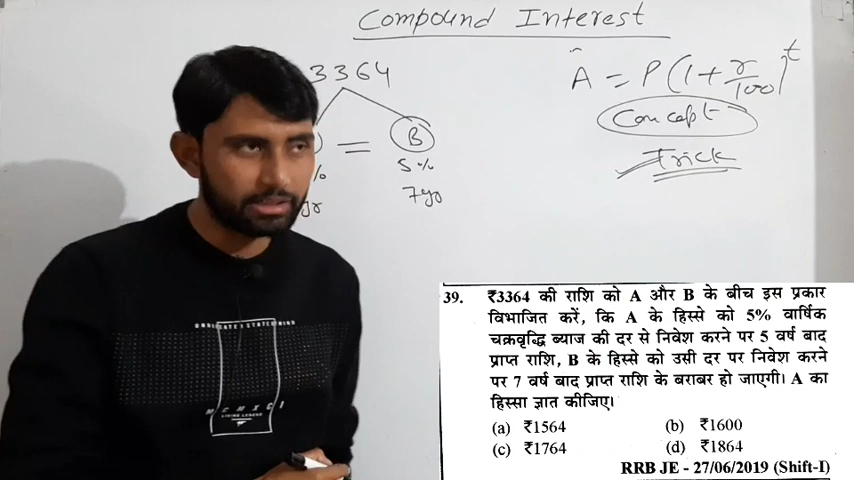 Compound Interest
3364
A = P(1+r/100)^t
Concept
Trick
= B
% 5%
yr 7yr
39. ₹3364 की राशि को A और B के बीच इस प्रकार
विभाजित करें, कि A के हिस्से को 5% वार्षिक
चक्रवृद्धि ब्याज की दर से निवेश करने पर 5 वर्ष बाद
प्राप्त राशि, B के हिस्से को उसी दर पर निवेश करने
पर 7 वर्ष बाद प्राप्त राशि के बराबर हो जाएगी। A का
हिस्सा ज्ञात कीजिए।
(a) ₹1564 (b) ₹1600
(c) ₹1764 (d) ₹1864
RRB JE - 27/06/2019 (Shift-I)